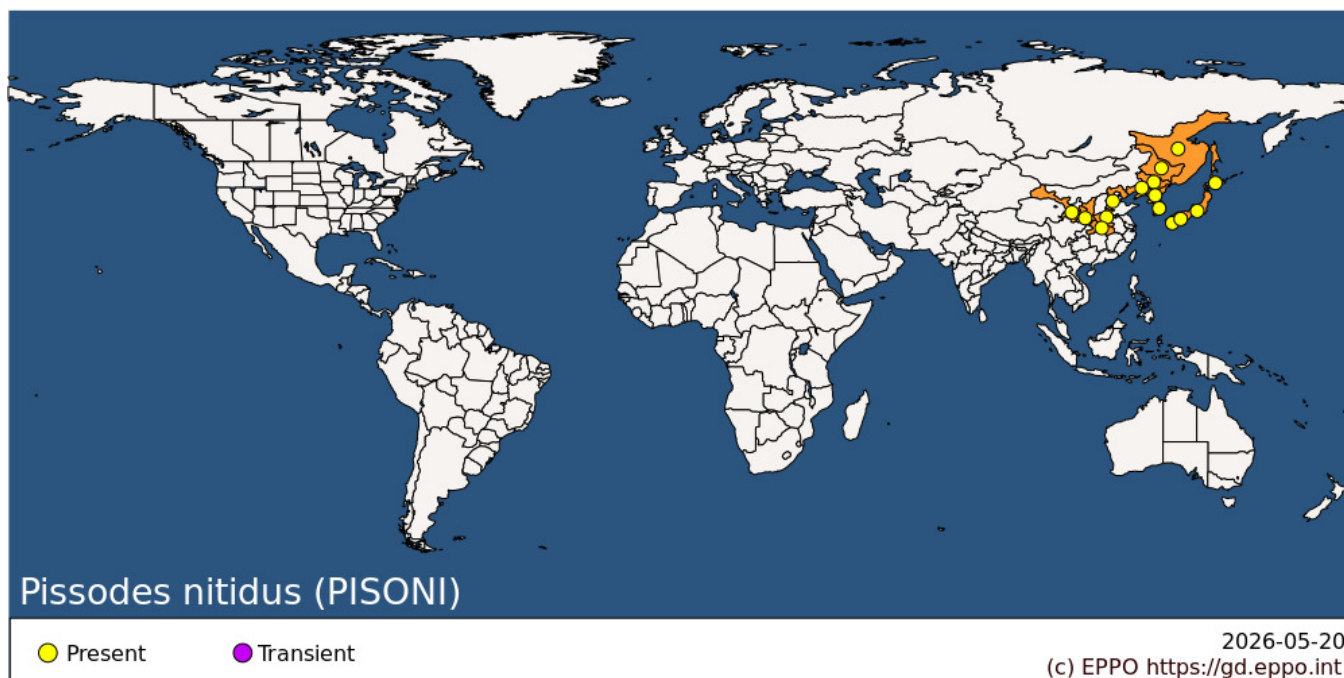 Pissodes nitidus (PISONI)
Present
Transient
2026-05-20
(c) EPPO https://gd.eppo.int